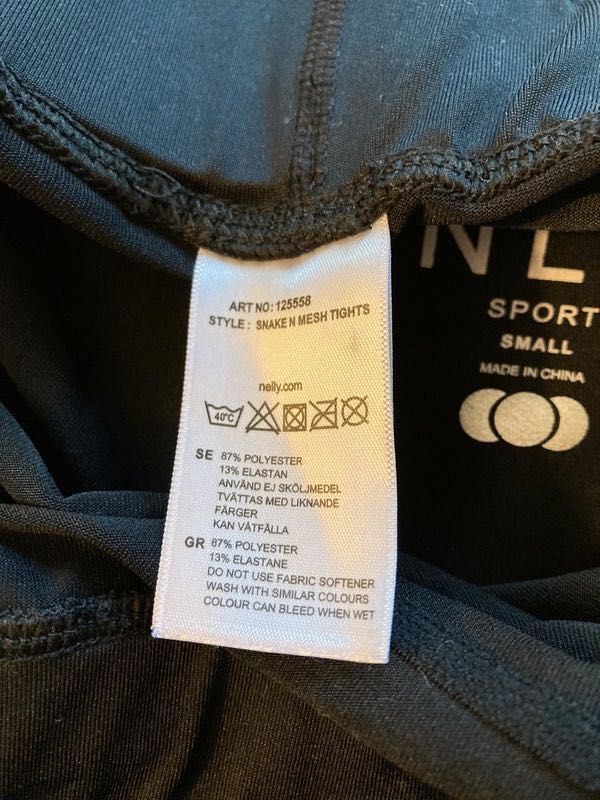 ART NO: 125558
STYLE: SNAKE N MESH TIGHTS
nelly.com
40°C
SE 87% POLYESTER
13% ELASTAN
ANVÄND EJ SKÖLJMEDEL
TVÄTTAS MED LIKNANDE
FÄRGER
KAN VÄTFÄLLA
GR 87% POLYESTER
13% ELASTANE
DO NOT USE FABRIC SOFTENER
WASH WITH SIMILAR COLOURS
COLOUR CAN BLEED WHEN WET
NL
SPORT
SMALL
MADE IN CHINA